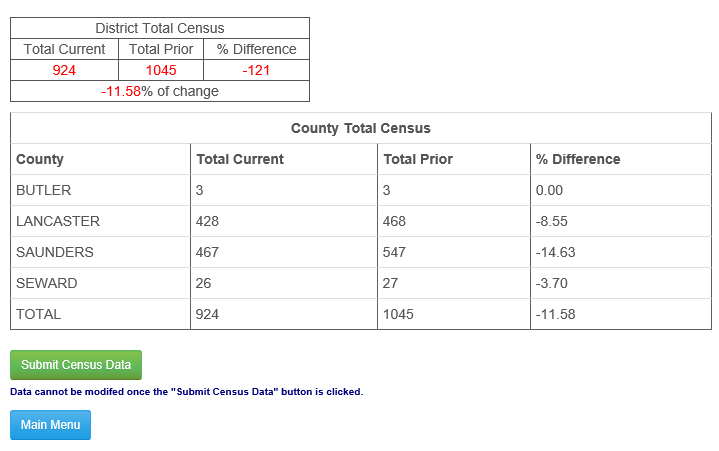 District Total Census
Total Current Total Prior % Difference
924 1045 -121
-11.58% of change
County Total Census
County Total Current Total Prior % Difference
BUTLER 3 3 0.00
LANCASTER 428 468 -8.55
SAUNDERS 467 547 -14.63
SEWARD 26 27 -3.70
TOTAL 924 1045 -11.58
Submit Census Data
Data cannot be modifed once the "Submit Census Data" button is clicked.
Main Menu